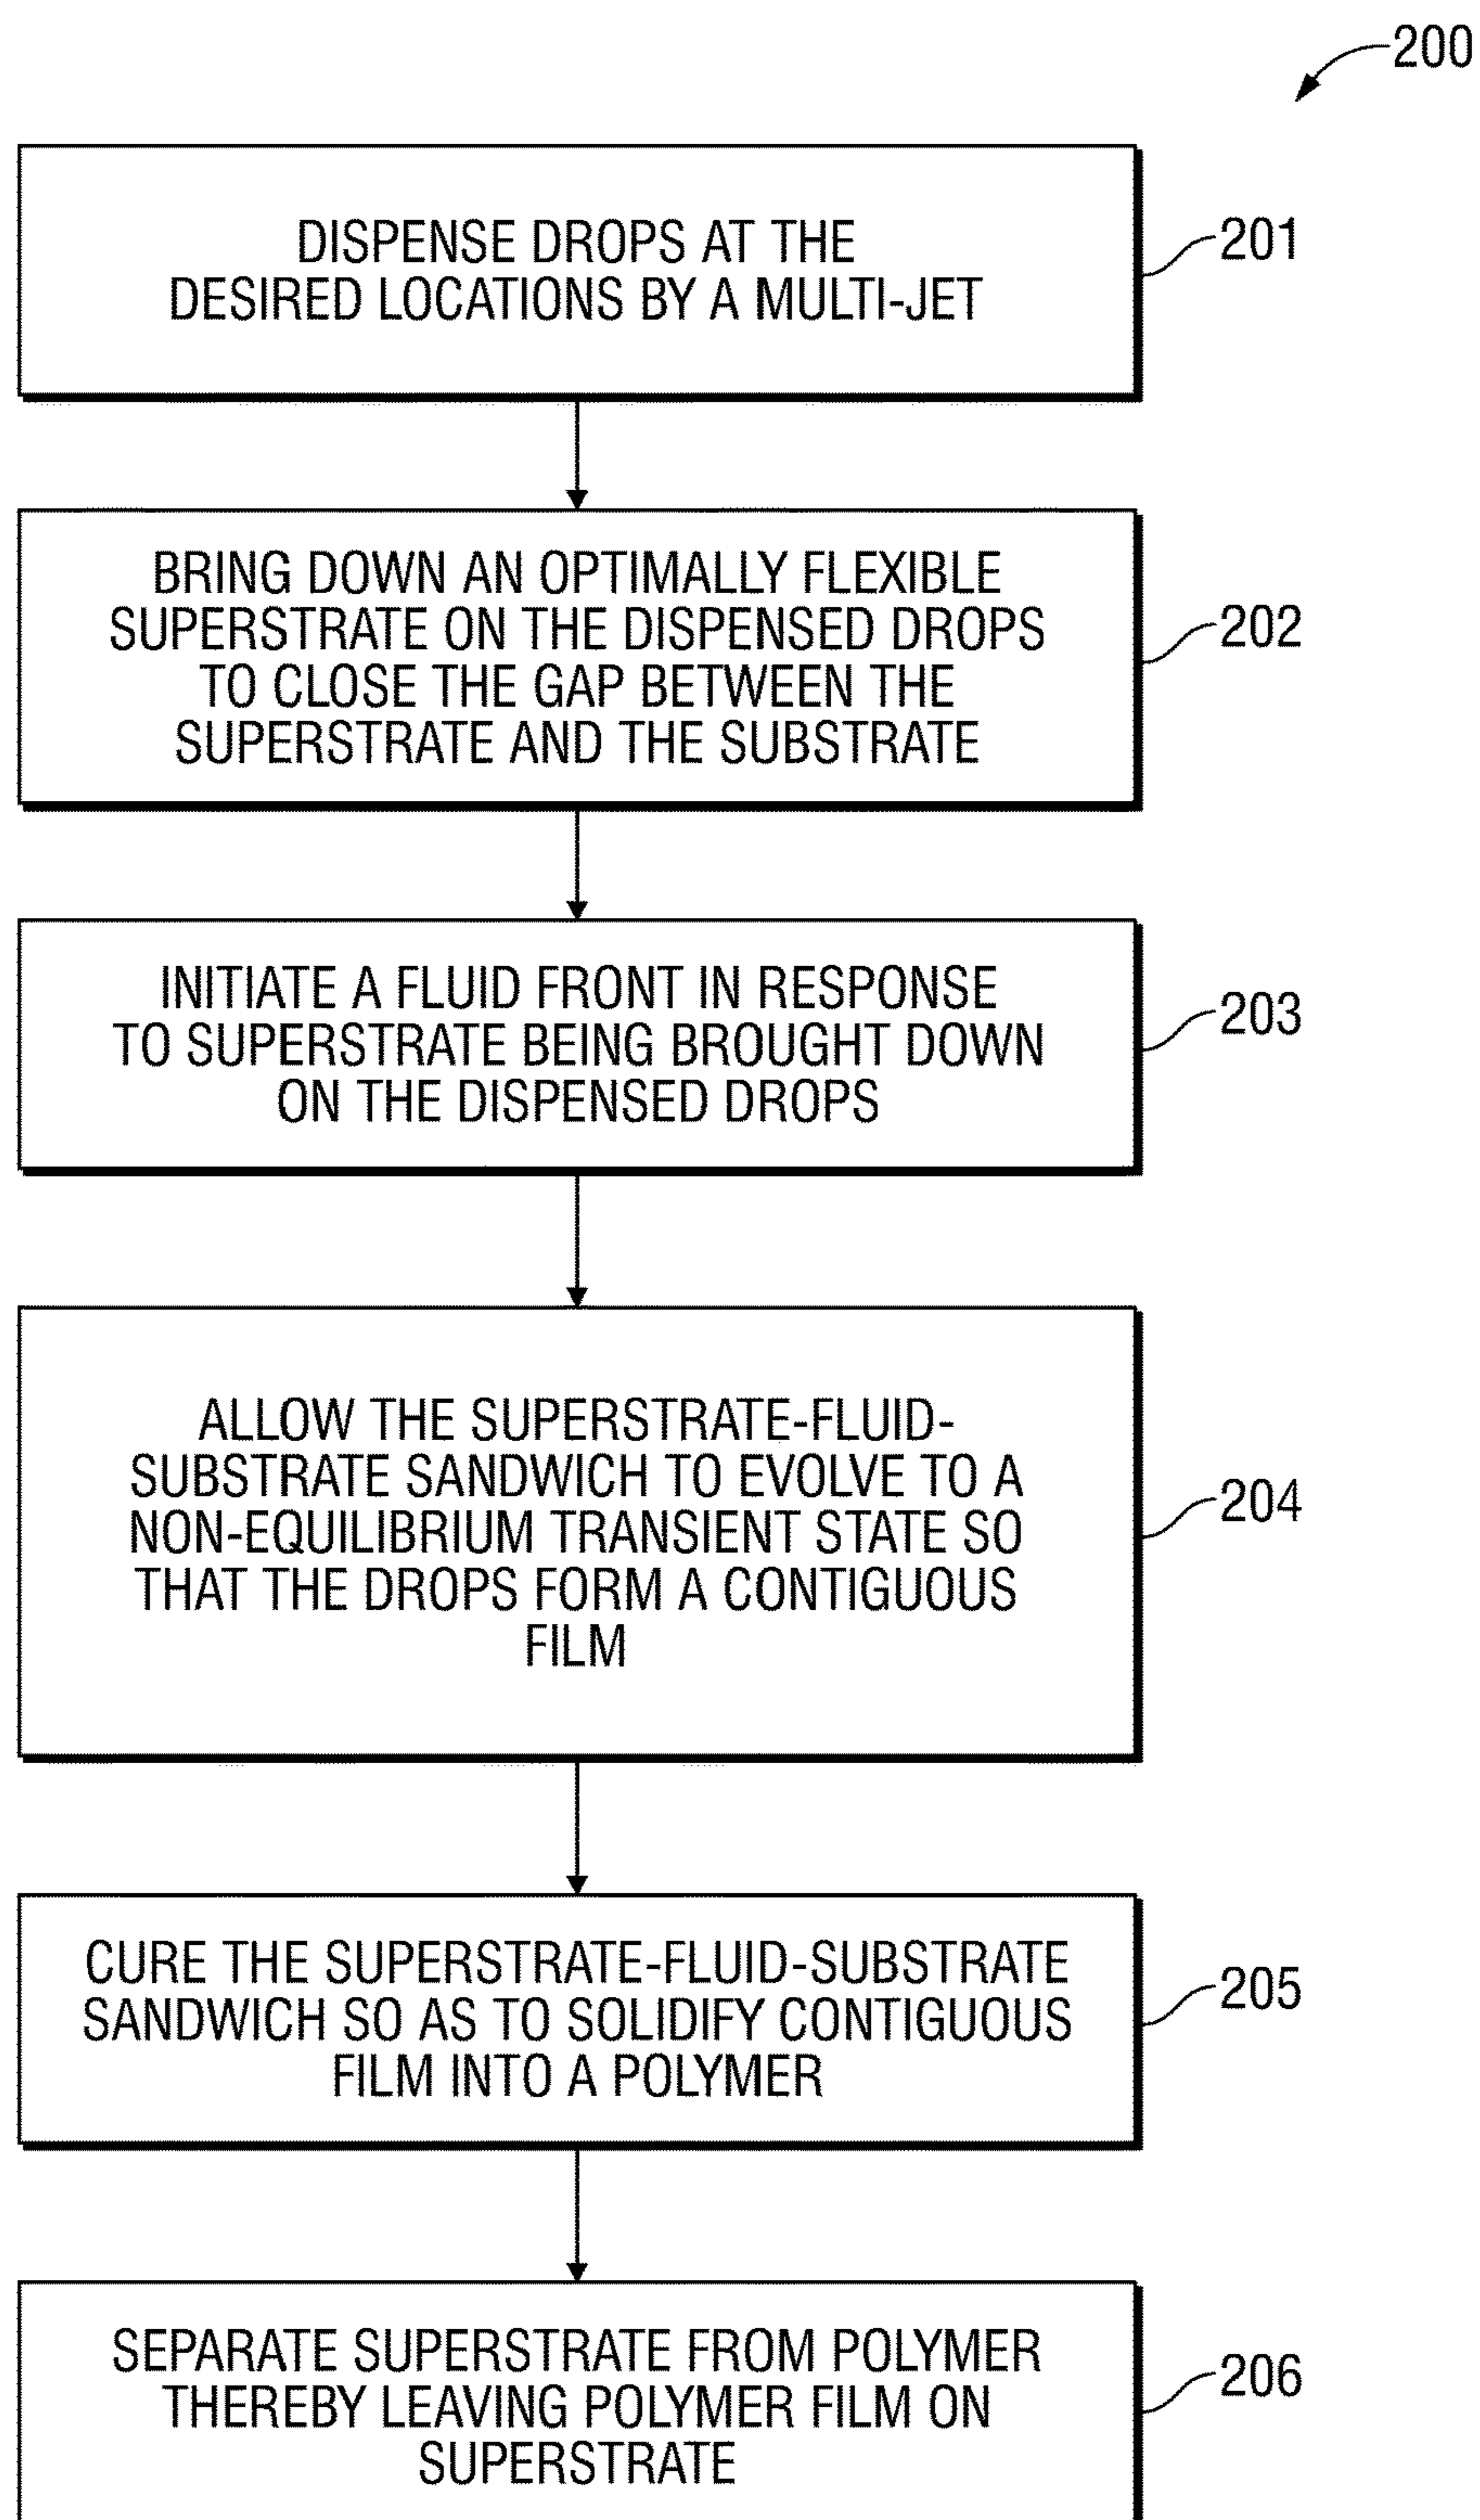 200
DISPENSE DROPS AT THE
DESIRED LOCATIONS BY A MULTI-JET
201
BRING DOWN AN OPTIMALLY FLEXIBLE
SUPERSTRATE ON THE DISPENSED DROPS
TO CLOSE THE GAP BETWEEN THE
SUPERSTRATE AND THE SUBSTRATE
202
INITIATE A FLUID FRONT IN RESPONSE
TO SUPERSTRATE BEING BROUGHT DOWN
ON THE DISPENSED DROPS
203
ALLOW THE SUPERSTRATE-FLUID-
SUBSTRATE SANDWICH TO EVOLVE TO A
NON-EQUILIBRIUM TRANSIENT STATE SO
THAT THE DROPS FORM A CONTIGUOUS
FILM
204
CURE THE SUPERSTRATE-FLUID-SUBSTRATE
SANDWICH SO AS TO SOLIDIFY CONTIGUOUS
FILM INTO A POLYMER
205
SEPARATE SUPERSTRATE FROM POLYMER
THEREBY LEAVING POLYMER FILM ON
SUPERSTRATE
206